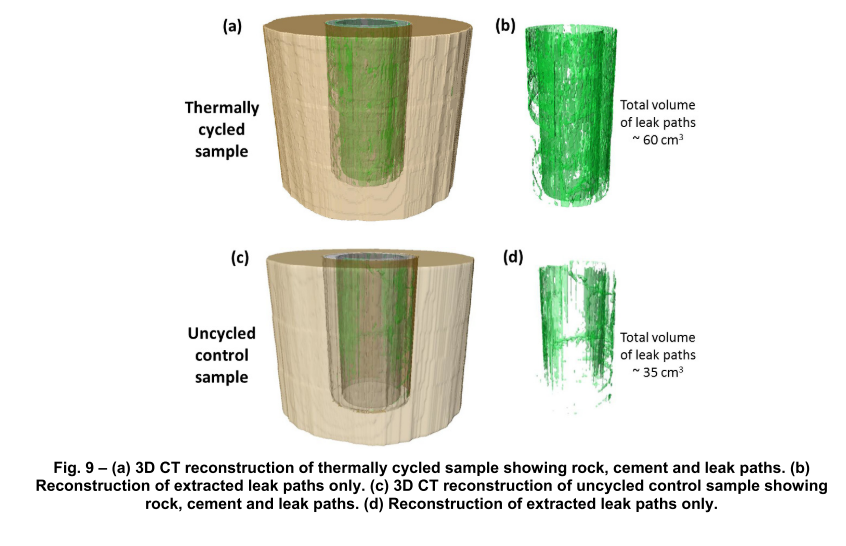 (a)
Thermally
cycled
sample
(b)
Total volume
of leak paths
~ 60 cm³
(c)
Uncycled
control
sample
(d)
Total volume
of leak paths
~ 35 cm³
Fig. 9 – (a) 3D CT reconstruction of thermally cycled sample showing rock, cement and leak paths. (b)
Reconstruction of extracted leak paths only. (c) 3D CT reconstruction of uncycled control sample showing
rock, cement and leak paths. (d) Reconstruction of extracted leak paths only.